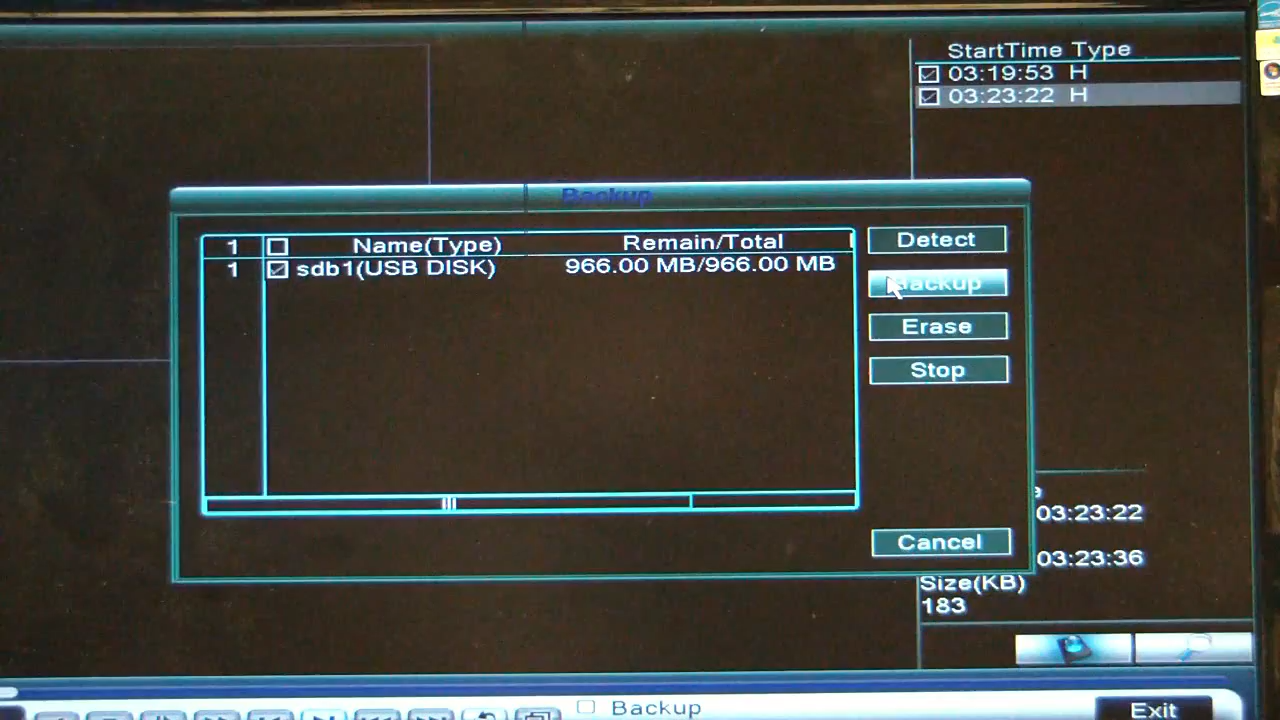 StartTime Type
03:19:53 H
03:23:22 H
Backup
1 Name(Type) Remain/Total
1 sdb1(USB DISK) 966.00 MB/966.00 MB
Detect
Backup
Erase
Stop
Cancel
03:23:22
03:23:36
Size(KB)
183
Backup
Exit